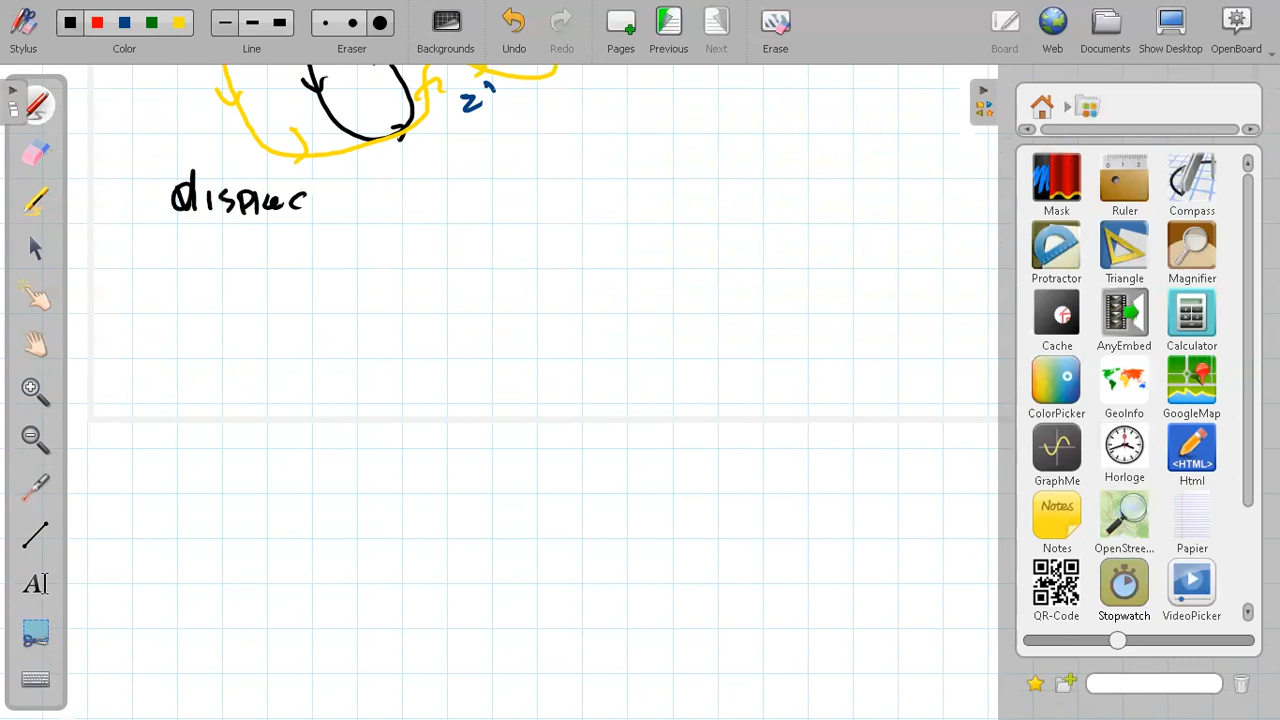 Stylus
Color
Line
Eraser
Backgrounds
Undo
Redo
Pages
Previous
Next
Erase
Board
Web
Documents
Show Desktop
OpenBoard
z'
displac
Mask
Ruler
Compass
Protractor
Triangle
Magnifier
Cache
AnyEmbed
Calculator
ColorPicker
GeoInfo
GoogleMap
GraphMe
Horloge
<HTML>
Html
Notes
Notes
OpenStree...
Papier
QR-Code
Stopwatch
VideoPicker